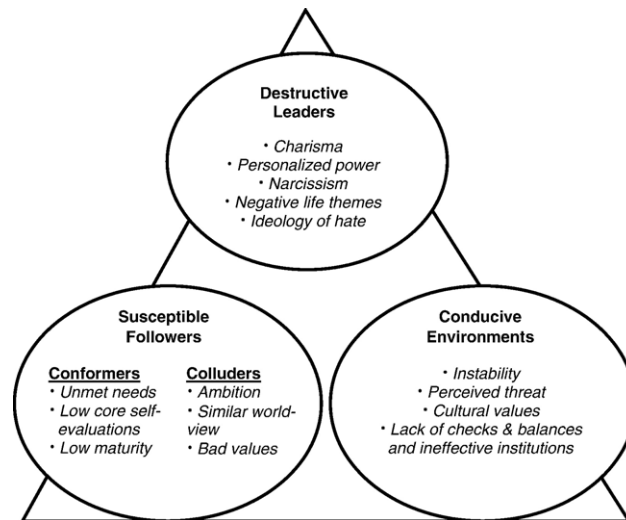 Destructive
Leaders
• Charisma
• Personalized power
• Narcissism
• Negative life themes
• Ideology of hate
Susceptible
Followers
Conformers
• Unmet needs
• Low core self-
evaluations
• Low maturity
Colluders
• Ambition
• Similar world-
view
• Bad values
Conducive
Environments
• Instability
• Perceived threat
• Cultural values
• Lack of checks & balances
and ineffective institutions